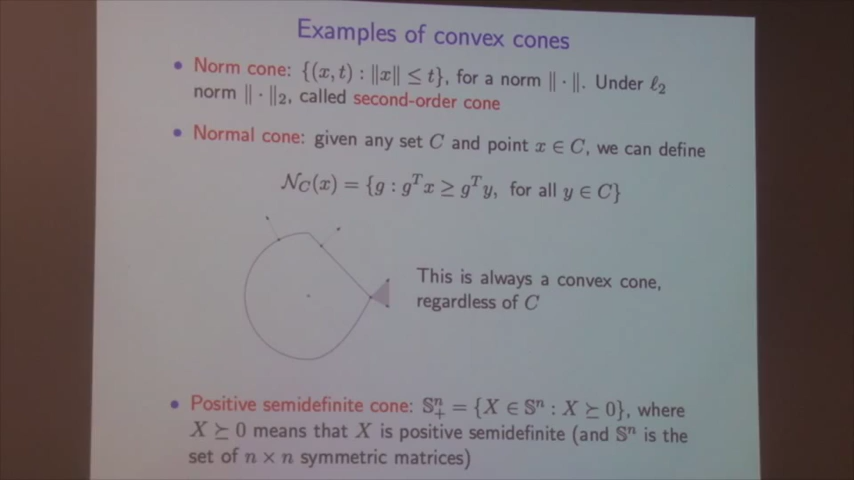 Examples of convex cones
• Norm cone: {(x, t) : ‖x‖ ≤ t}, for a norm ‖ · ‖. Under ℓ₂
norm ‖ · ‖₂, called second-order cone
• Normal cone: given any set C and point x ∈ C, we can define
𝒩_C(x) = {g : gᵀx ≥ gᵀy, for all y ∈ C}
This is always a convex cone,
regardless of C
• Positive semidefinite cone: 𝕊ⁿ₊ = {X ∈ 𝕊ⁿ : X ⪰ 0}, where
X ⪰ 0 means that X is positive semidefinite (and 𝕊ⁿ is the
set of n × n symmetric matrices)